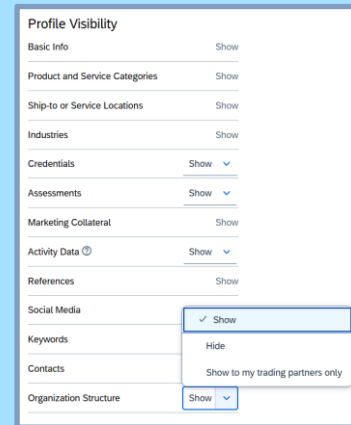 Profile Visibility
Basic Info Show
Product and Service Categories Show
Ship-to or Service Locations Show
Industries Show
Credentials Show
Assessments Show
Marketing Collateral Show
Activity Data Show
References Show
Social Media
Show
Keywords
Hide
Contacts
Show to my trading partners only
Organization Structure Show